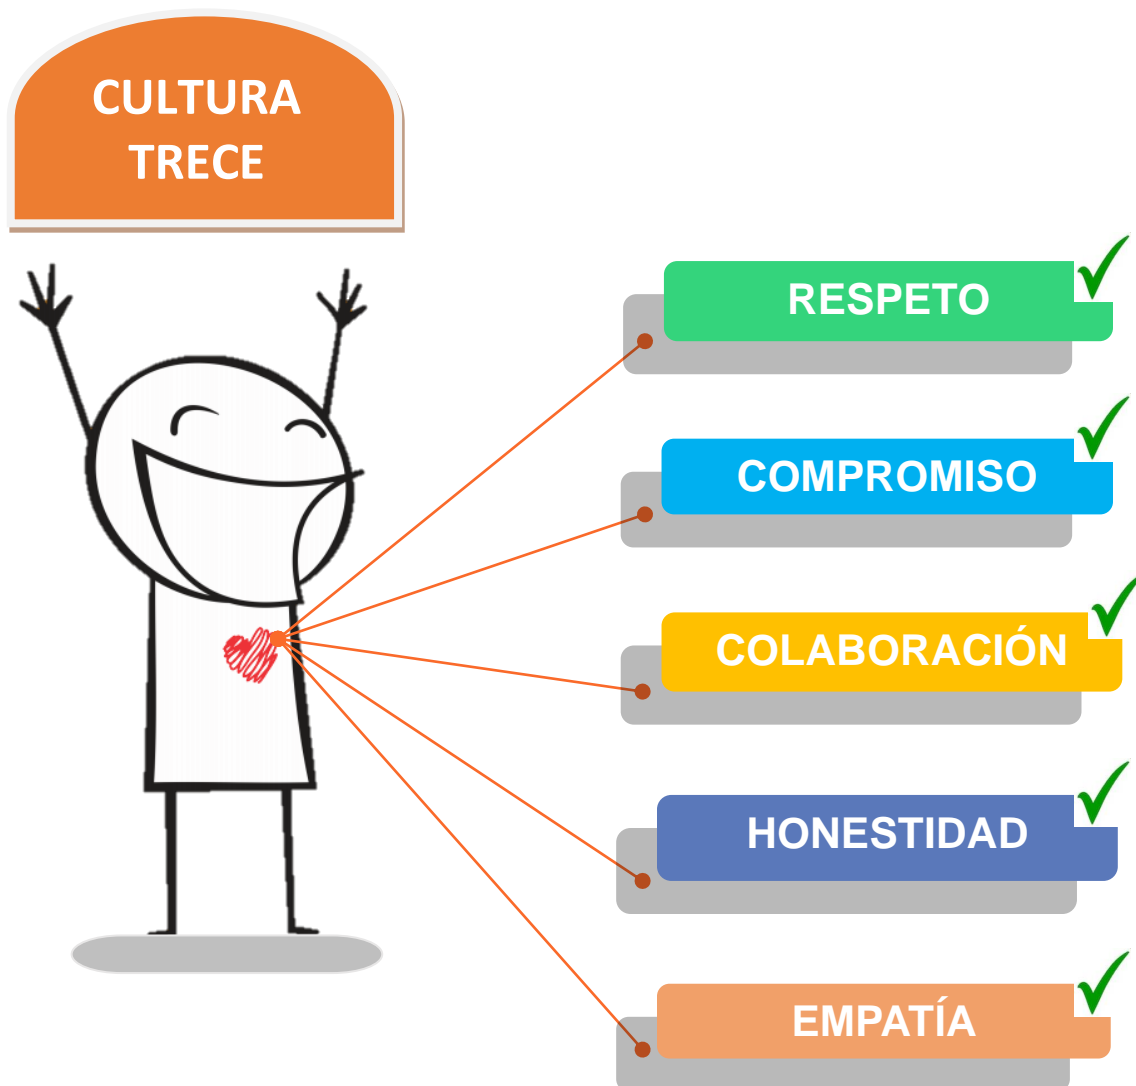 CULTURA
TRECE
RESPETO
COMPROMISO
COLABORACIÓN
HONESTIDAD
EMPATÍA